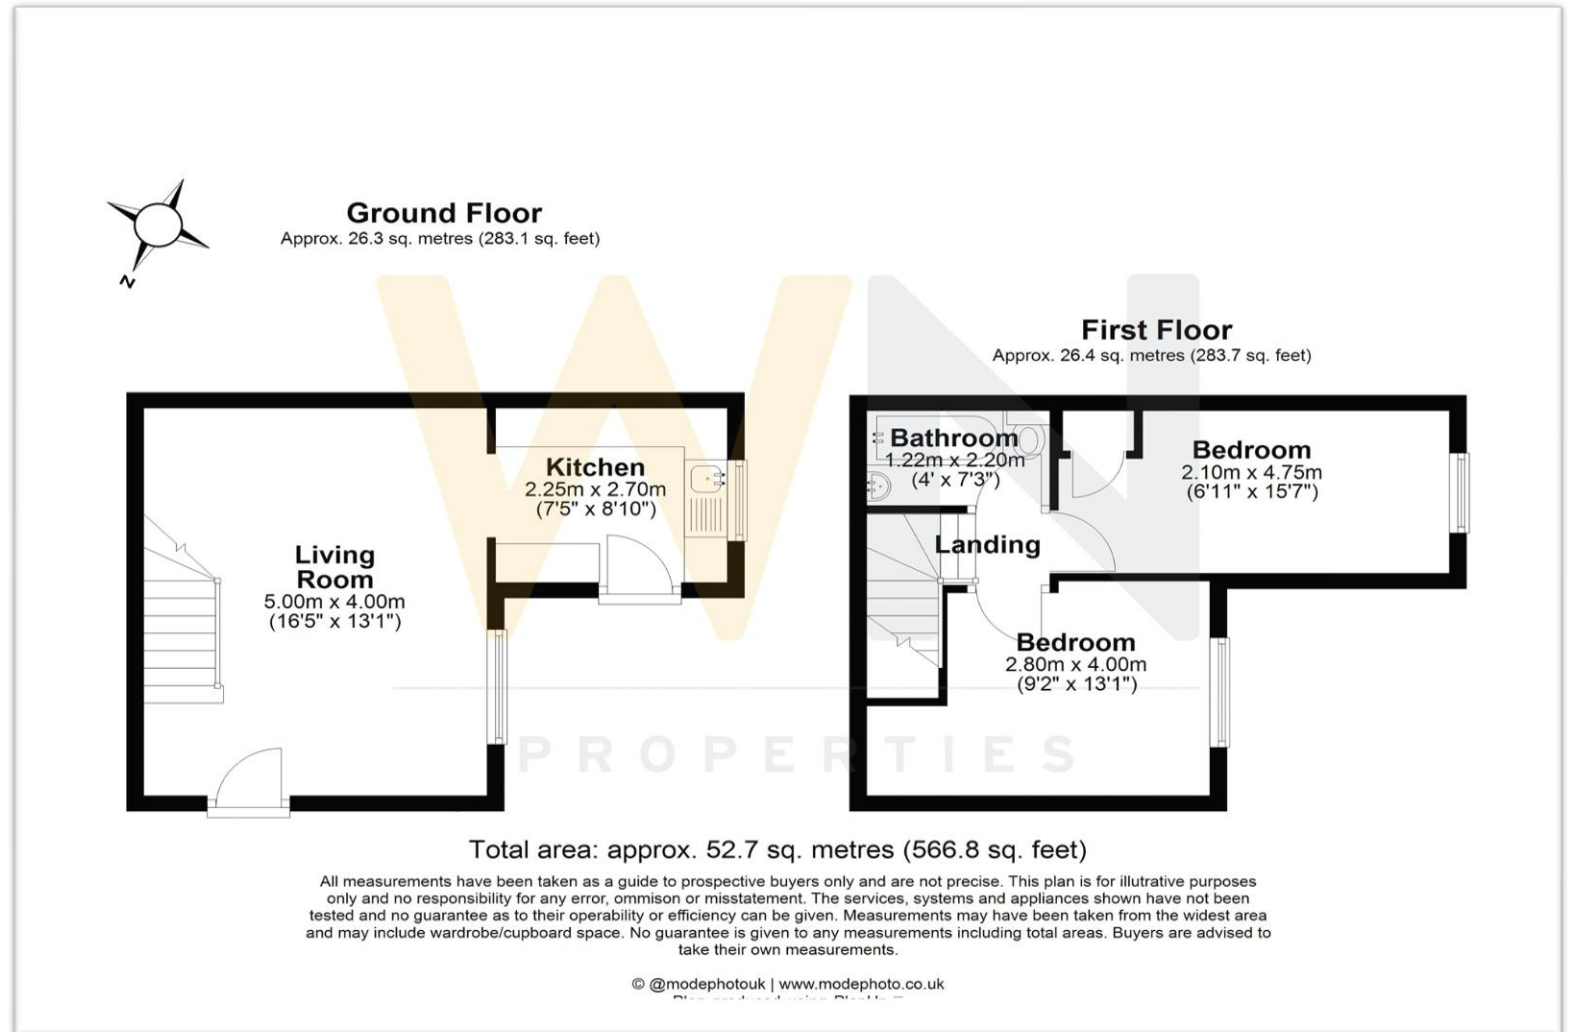 Ground Floor
Approx. 26.3 sq. metres (283.1 sq. feet)
N
First Floor
Approx. 26.4 sq. metres (283.7 sq. feet)
Kitchen
2.25m x 2.70m
(7'5" x 8'10")
Living
Room
5.00m x 4.00m
(16'5" x 13'1")
Bathroom
1.22m x 2.20m
(4' x 7'3")
Bedroom
2.10m x 4.75m
(6'11" x 15'7")
Landing
Bedroom
2.80m x 4.00m
(9'2" x 13'1")
WN
PROPERTIES
Total area: approx. 52.7 sq. metres (566.8 sq. feet)
All measurements have been taken as a guide to prospective buyers only and are not precise. This plan is for illutrative purposes
only and no responsibility for any error, ommison or misstatement. The services, systems and appliances shown have not been
tested and no guarantee as to their operability or efficiency can be given. Measurements may have been taken from the widest area
and may include wardrobe/cupboard space. No guarantee is given to any measurements including total areas. Buyers are advised to
take their own measurements.
© @modephotouk | www.modephoto.co.uk
Plan produced using PlanUp